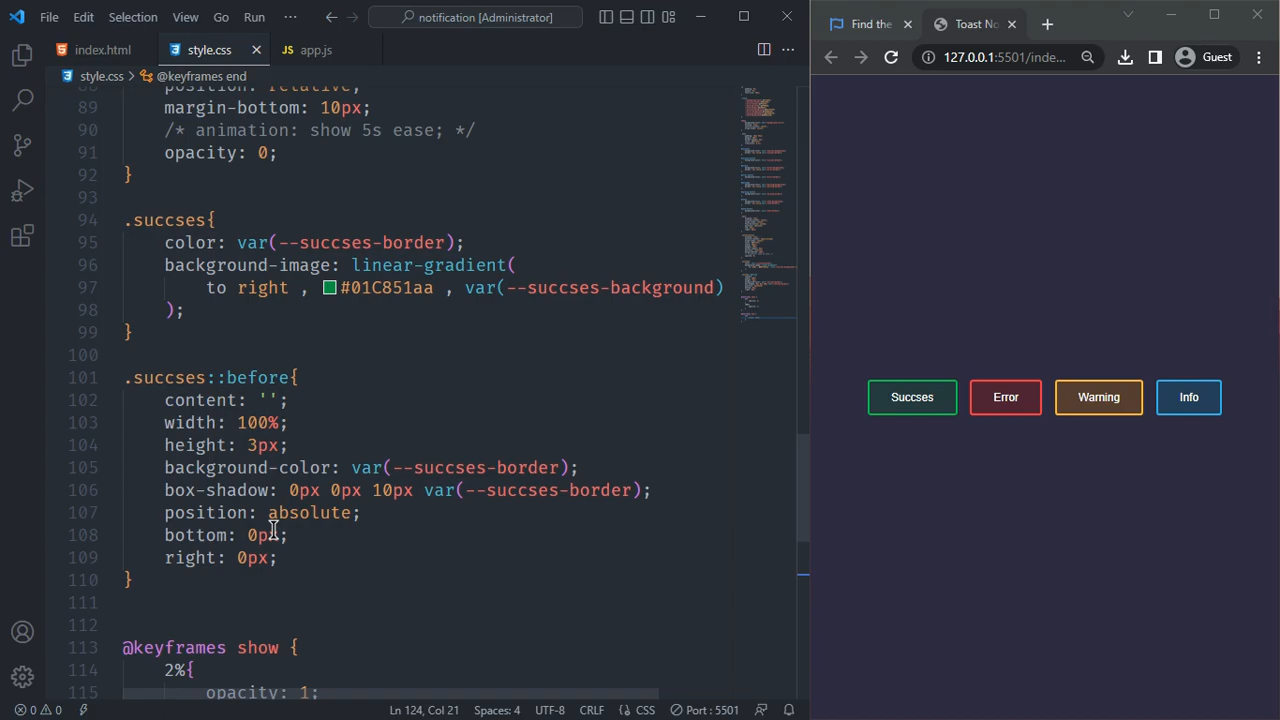 File Edit Selection View Go Run ··· notification [Administrator]
index.html style.css app.js
style.css > @keyframes end
88 position: relative;
89 margin-bottom: 10px;
90 /* animation: show 5s ease; */
91 opacity: 0;
92 }
93
94 .succses{
95 color: var(--succses-border);
96 background-image: linear-gradient(
97 to right , #01C851aa , var(--succses-background)
98 );
99 }
100
101 .succses::before{
102 content: '';
103 width: 100%;
104 height: 3px;
105 background-color: var(--succses-border);
106 box-shadow: 0px 0px 10px var(--succses-border);
107 position: absolute;
108 bottom: 0px;
109 right: 0px;
110 }
111
112
113 @keyframes show {
114 2%{
115 opacity: 1;
0 0 Ln 124, Col 21 Spaces: 4 UTF-8 CRLF CSS Port : 5501
Find the Toast No
127.0.0.1:5501/inde... Guest
Succses Error Warning Info